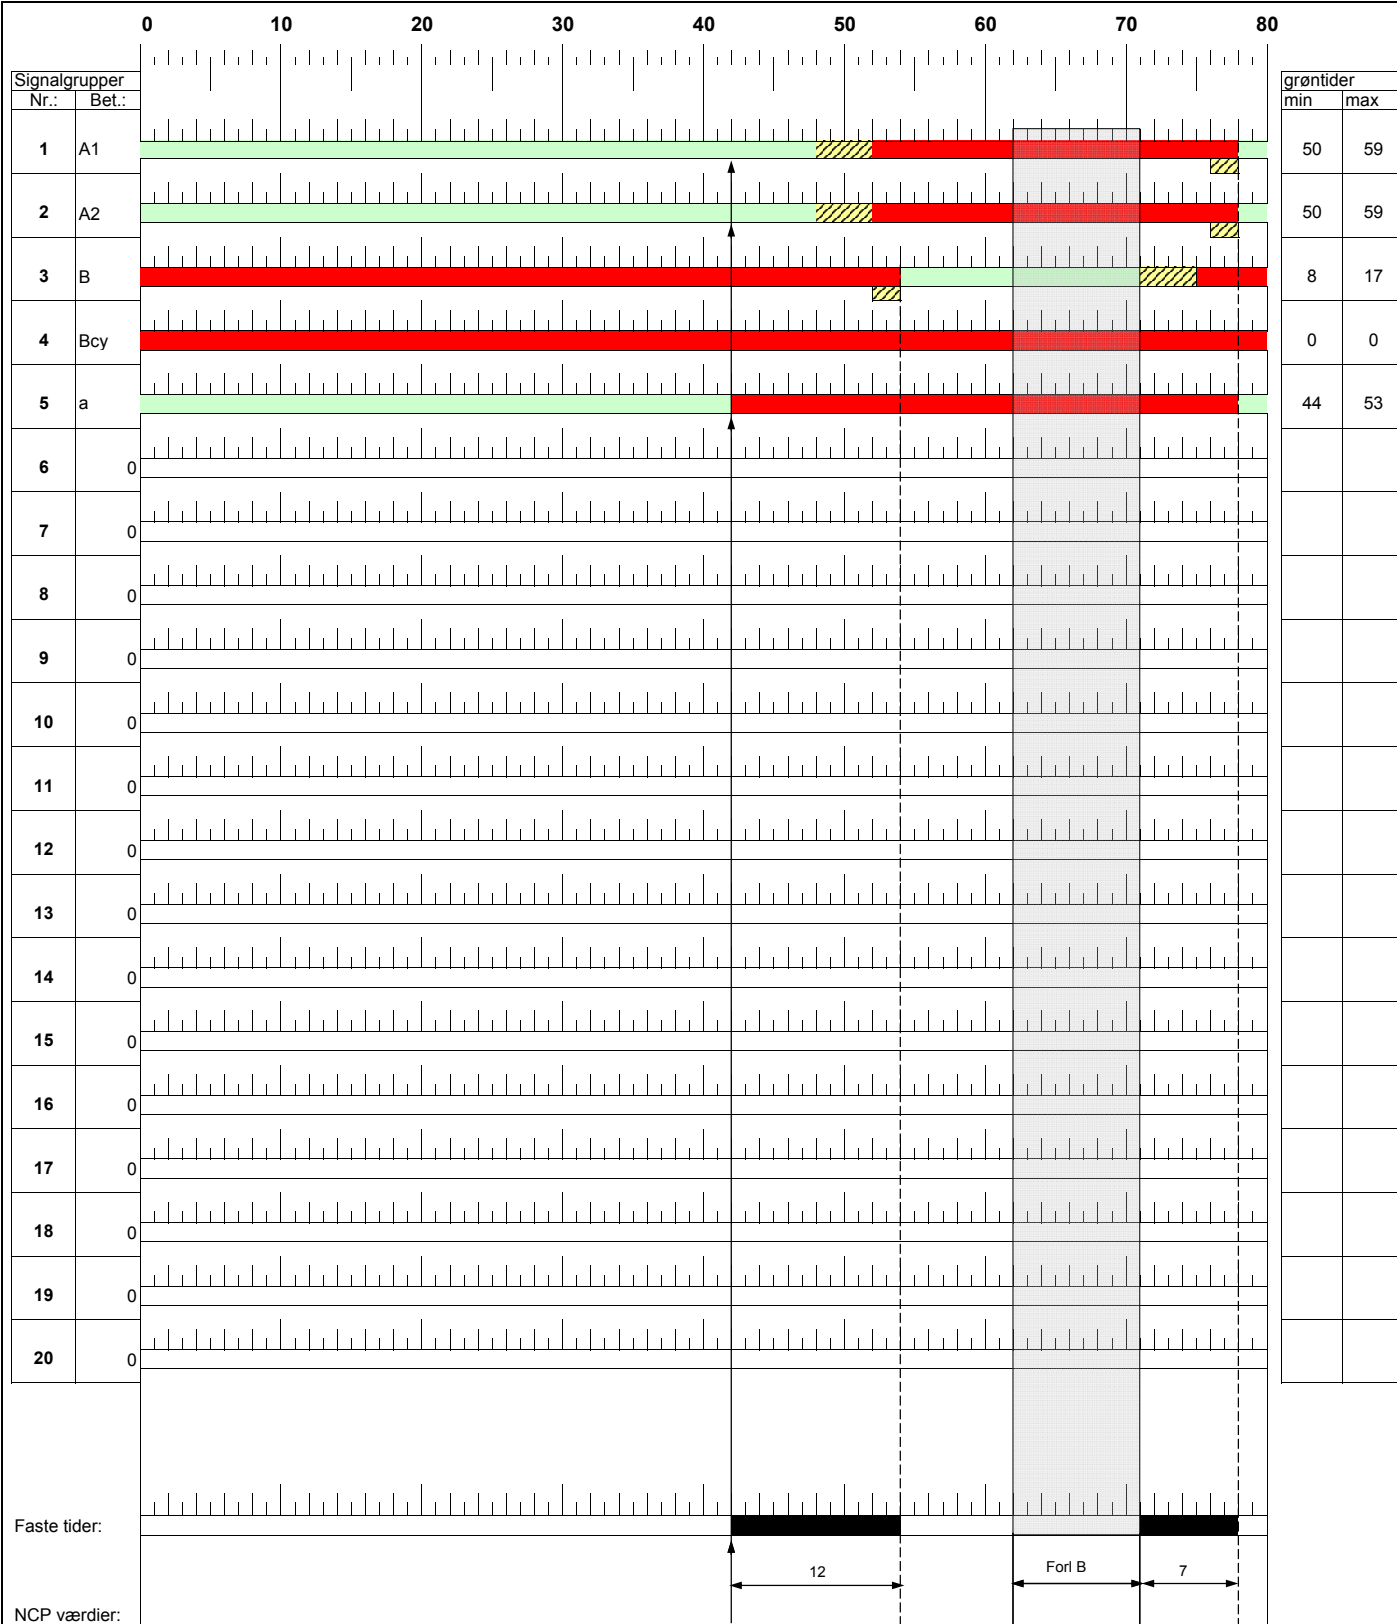 0 10 20 30 40 50 60 70 80
Signalgrupper grøntider
Nr.: Bet.: min max
1 A1 50 59
2 A2 50 59
3 B 8 17
4 Bcy 0 0
5 a 44 53
6 0
7 0
8 0
9 0
10 0
11 0
12 0
13 0
14 0
15 0
16 0
17 0
18 0
19 0
20 0
Faste tider:
12 Forl B 7
NCP værdier: